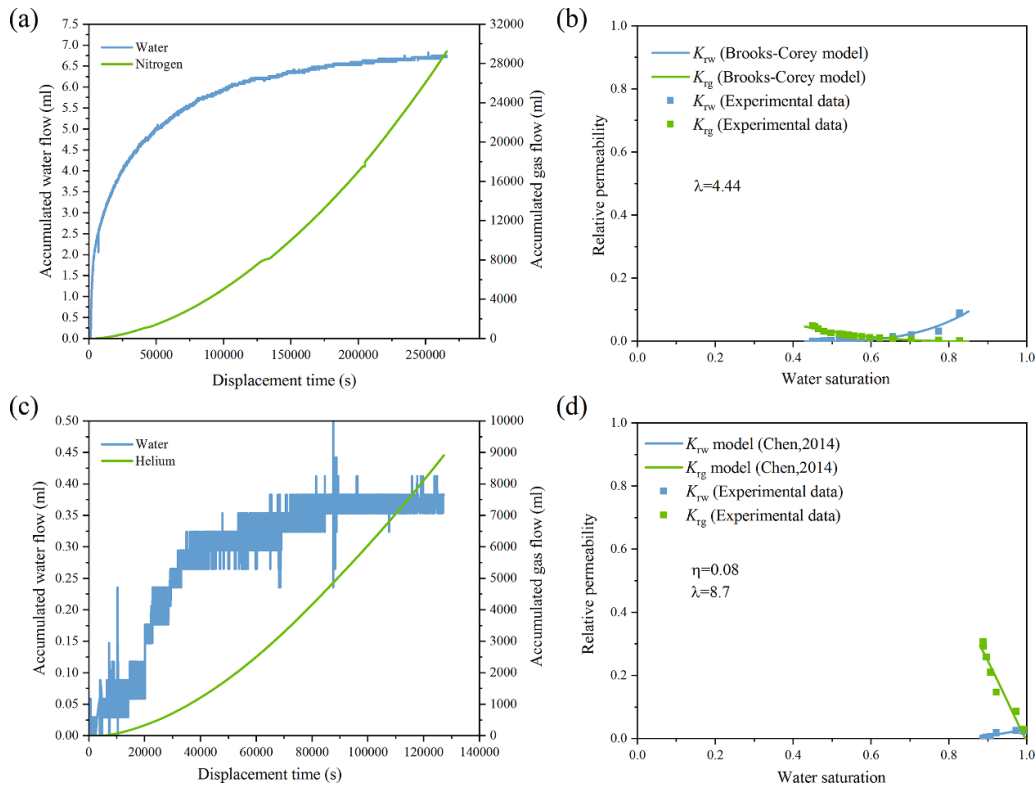 (a)
7.5
7.0
6.5
6.0
5.5
5.0
4.5
4.0
3.5
3.0
2.5
2.0
1.5
1.0
0.5
0.0
Accumulated water flow (ml)
Water
Nitrogen
32000
28000
24000
20000
16000
12000
8000
4000
0
Accumulated gas flow (ml)
0 50000 100000 150000 200000 250000
Displacement time (s)
(b)
1.0
0.8
0.6
0.4
0.2
0.0
Relative permeability
Krw (Brooks-Corey model)
Krg (Brooks-Corey model)
Krw (Experimental data)
Krg (Experimental data)
λ=4.44
0.0 0.2 0.4 0.6 0.8 1.0
Water saturation
(c)
0.50
0.45
0.40
0.35
0.30
0.25
0.20
0.15
0.10
0.05
0.00
Accumulated water flow (ml)
Water
Helium
10000
9000
8000
7000
6000
5000
4000
3000
2000
1000
0
Accumulated gas flow (ml)
0 20000 40000 60000 80000 100000 120000 140000
Displacement time (s)
(d)
1.0
0.8
0.6
0.4
0.2
0.0
Relative permeability
Krw model (Chen,2014)
Krg model (Chen,2014)
Krw (Experimental data)
Krg (Experimental data)
η=0.08
λ=8.7
0.0 0.2 0.4 0.6 0.8 1.0
Water saturation